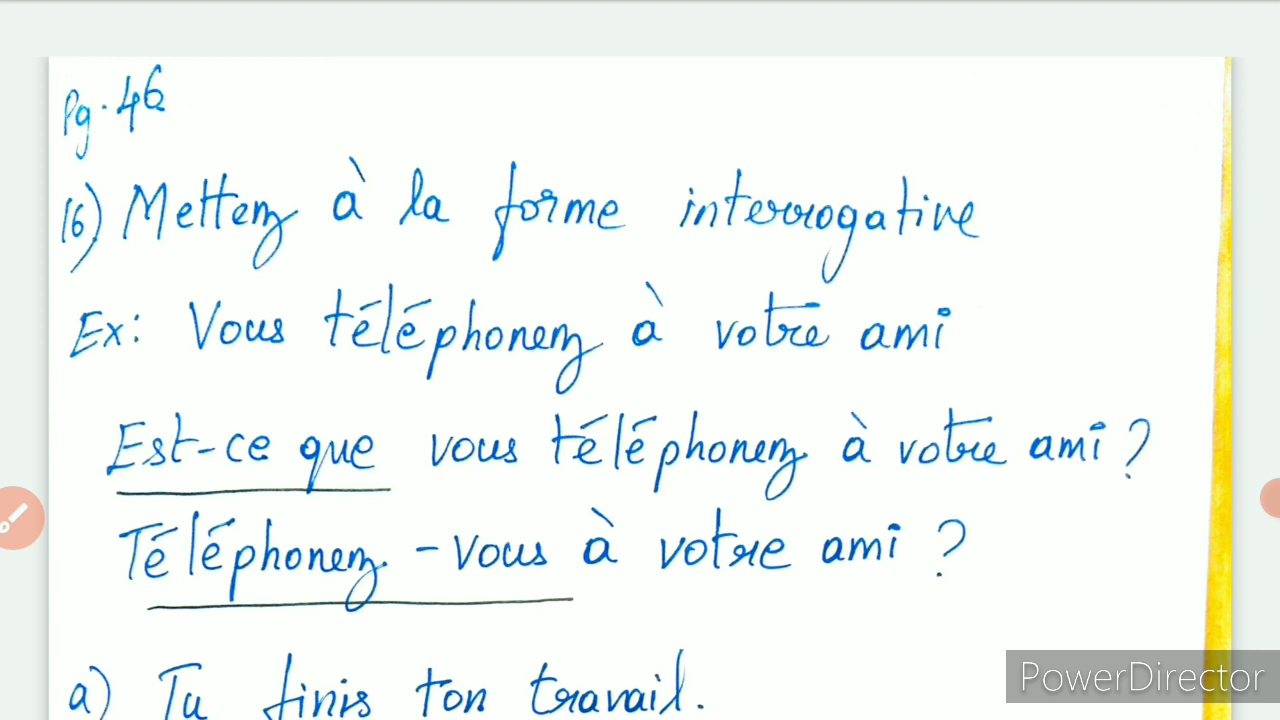 Pg. 46
16) Mettez à la forme interrogative
Ex: Vous téléphonez à votre ami
Est-ce que vous téléphonez à votre ami ?
Téléphonez-vous à votre ami ?
a) Tu finis ton travail.
PowerDirector